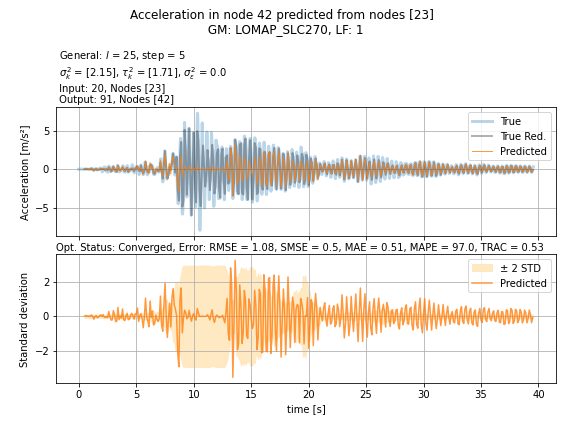 Acceleration in node 42 predicted from nodes [23]
GM: LOMAP_SLC270, LF: 1
General: l = 25, step = 5
σ²ₖ = [2.15], τ²ₖ = [1.71], σ²ₑ = 0.0
Input: 20, Nodes [23]
Output: 91, Nodes [42]
True
True Red.
Predicted
Acceleration [m/s²]
5
0
−5
Opt. Status: Converged, Error: RMSE = 1.08, SMSE = 0.5, MAE = 0.51, MAPE = 97.0, TRAC = 0.53
± 2 STD
Predicted
Standard deviation
2
0
−2
0 5 10 15 20 25 30 35 40
time [s]